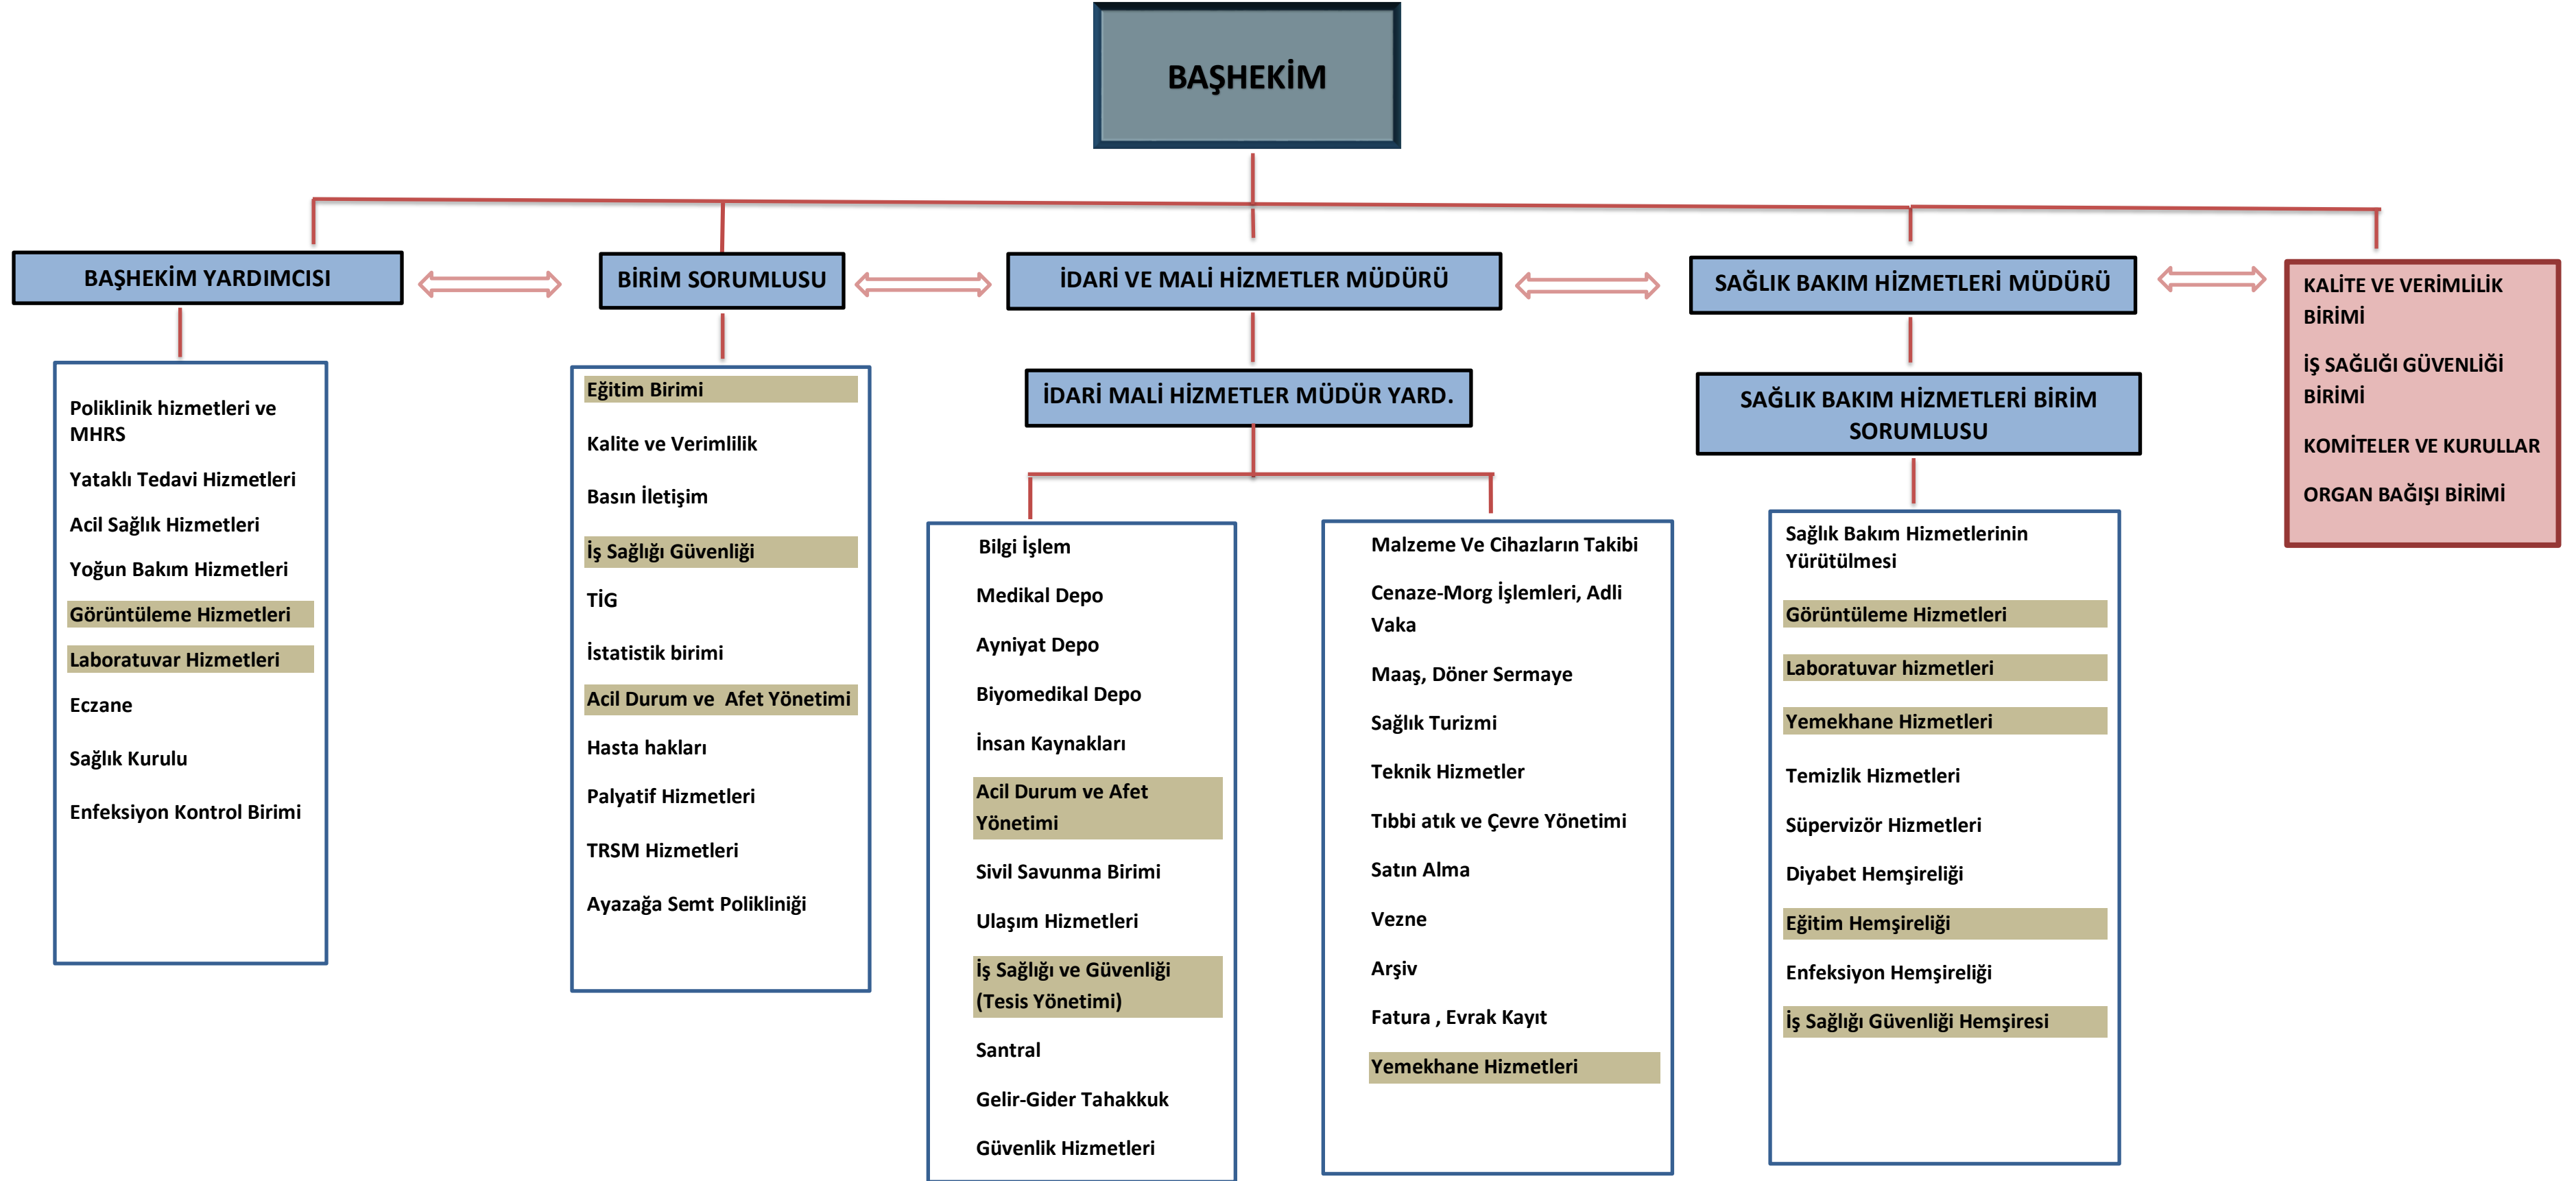 BAŞHEKİM
BAŞHEKİM YARDIMCISI
BİRİM SORUMLUSU
İDARİ VE MALİ HİZMETLER MÜDÜRÜ
SAĞLIK BAKIM HİZMETLERİ MÜDÜRÜ
KALİTE VE VERİMLİLİK
BİRİMİ
İŞ SAĞLIĞI GÜVENLİĞİ
BİRİMİ
KOMİTELER VE KURULLAR
ORGAN BAĞIŞI BİRİMİ
Poliklinik hizmetleri ve
MHRS
Yataklı Tedavi Hizmetleri
Acil Sağlık Hizmetleri
Yoğun Bakım Hizmetleri
Görüntüleme Hizmetleri
Laboratuvar Hizmetleri
Eczane
Sağlık Kurulu
Enfeksiyon Kontrol Birimi
Eğitim Birimi
Kalite ve Verimlilik
Basın İletişim
İş Sağlığı Güvenliği
TİG
İstatistik birimi
Acil Durum ve  Afet Yönetimi
Hasta hakları
Palyatif Hizmetleri
TRSM Hizmetleri
Ayazağa Semt Polikliniği
İDARİ MALİ HİZMETLER MÜDÜR YARD.
Bilgi İşlem
Medikal Depo
Ayniyat Depo
Biyomedikal Depo
İnsan Kaynakları
Acil Durum ve Afet
Yönetimi
Sivil Savunma Birimi
Ulaşım Hizmetleri
İş Sağlığı ve Güvenliği
(Tesis Yönetimi)
Santral
Gelir-Gider Tahakkuk
Güvenlik Hizmetleri
Malzeme Ve Cihazların Takibi
Cenaze-Morg İşlemleri, Adli
Vaka
Maaş, Döner Sermaye
Sağlık Turizmi
Teknik Hizmetler
Tıbbi atık ve Çevre Yönetimi
Satın Alma
Vezne
Arşiv
Fatura , Evrak Kayıt
Yemekhane Hizmetleri
SAĞLIK BAKIM HİZMETLERİ BİRİM
SORUMLUSU
Sağlık Bakım Hizmetlerinin
Yürütülmesi
Görüntüleme Hizmetleri
Laboratuvar hizmetleri
Yemekhane Hizmetleri
Temizlik Hizmetleri
Süpervizör Hizmetleri
Diyabet Hemşireliği
Eğitim Hemşireliği
Enfeksiyon Hemşireliği
İş Sağlığı Güvenliği Hemşiresi